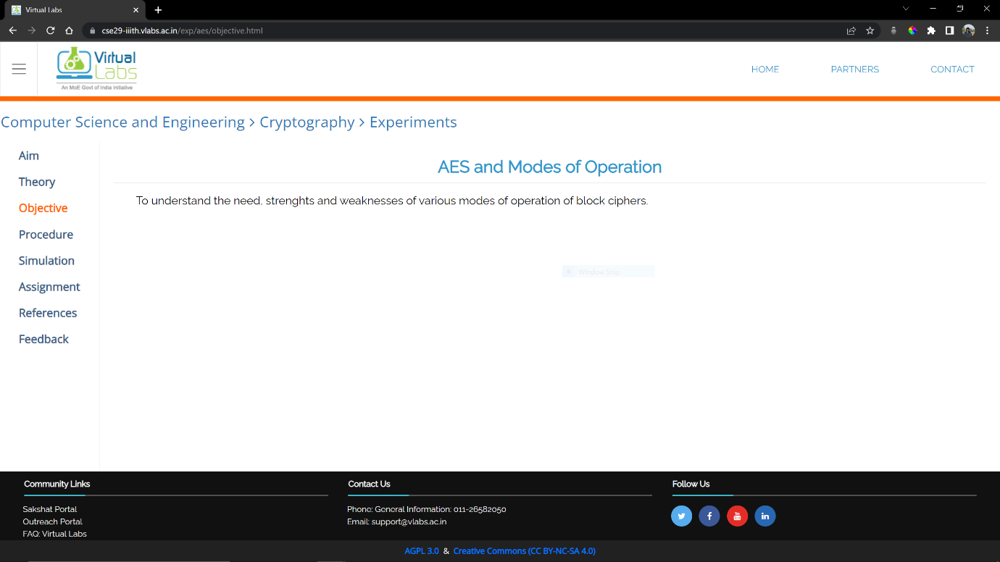 Virtual Labs
cse29-iiith.vlabs.ac.in/exp/aes/objective.html
Virtual
Labs
An MoE Govt of India Initiative
HOME PARTNERS CONTACT
Computer Science and Engineering > Cryptography > Experiments
Aim
Theory
Objective
Procedure
Simulation
Assignment
References
Feedback
AES and Modes of Operation
To understand the need, strenghts and weaknesses of various modes of operation of block ciphers.
Window Snip
Community Links
Sakshat Portal
Outreach Portal
FAQ: Virtual Labs
Contact Us
Phone: General Information: 011-26582050
Email: support@vlabs.ac.in
Follow Us
You
Tube
in
AGPL 3.0 & Creative Commons (CC BY-NC-SA 4.0)